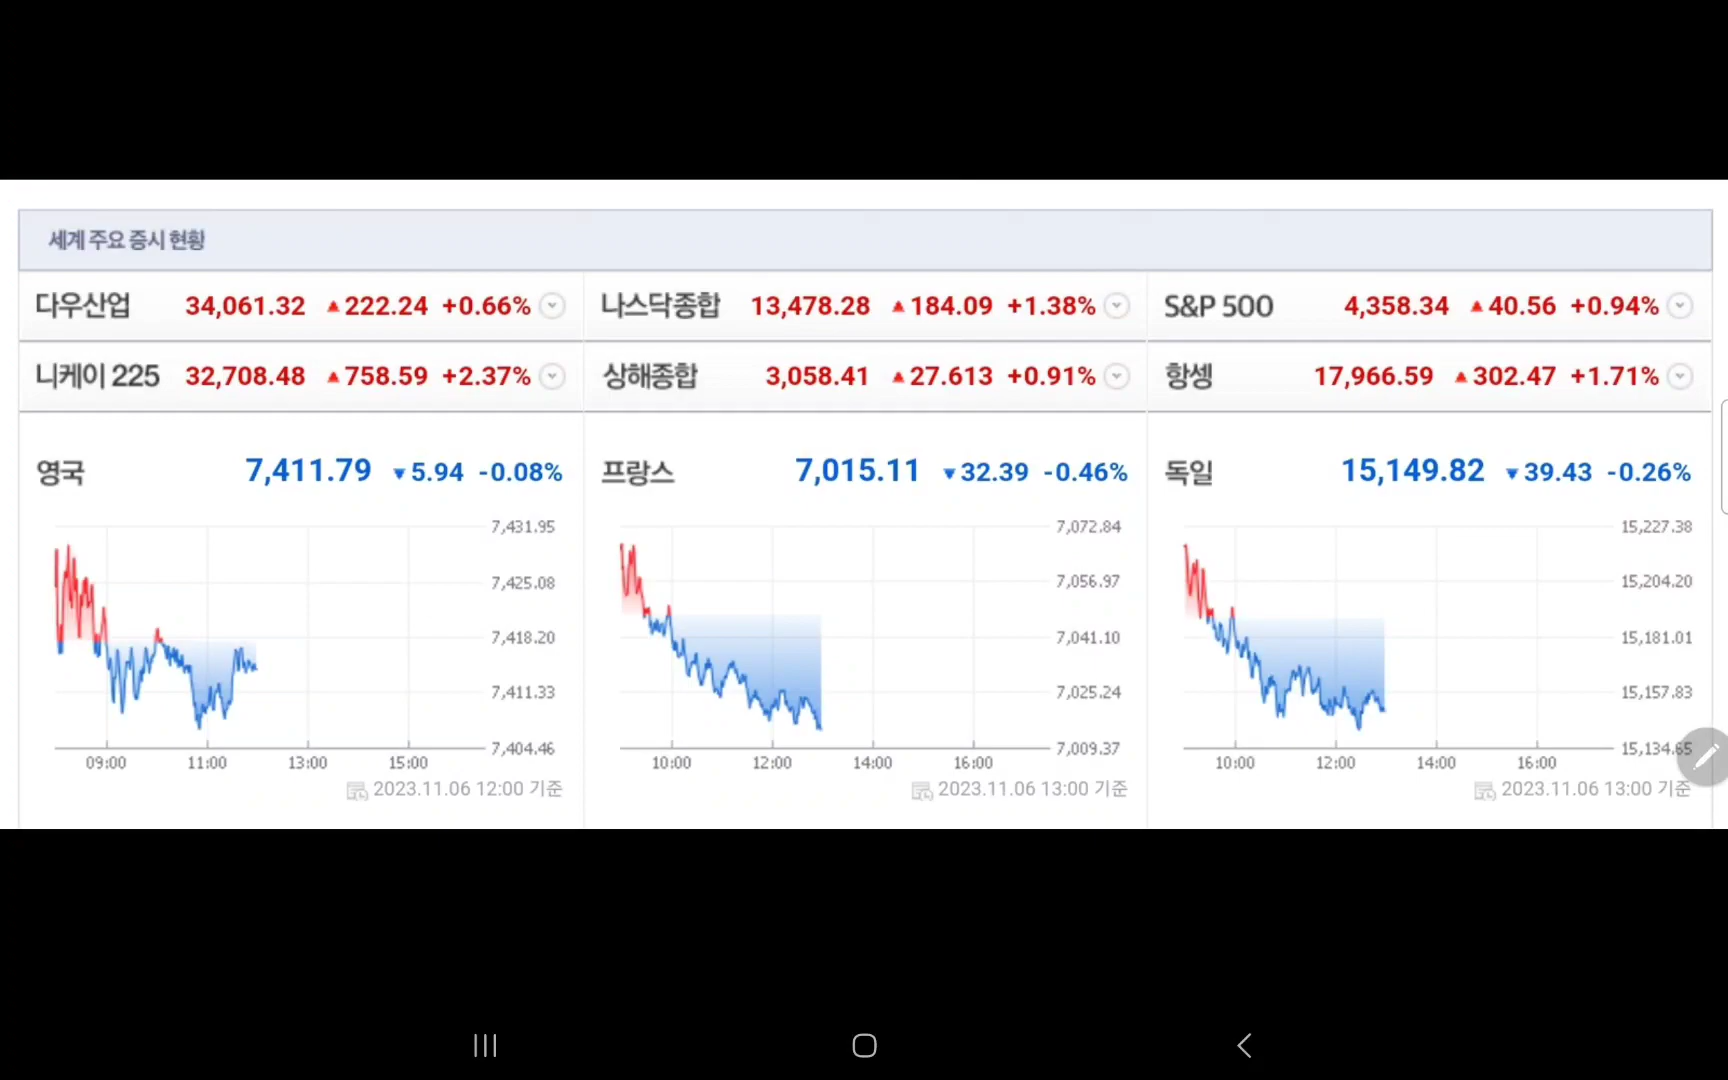 세계 주요 증시 현황
다우산업 34,061.32 ▲222.24 +0.66% 나스닥종합 13,478.28 ▲184.09 +1.38% S&P 500 4,358.34 ▲40.56 +0.94%
니케이 225 32,708.48 ▲758.59 +2.37% 상해종합 3,058.41 ▲27.613 +0.91% 항셍 17,966.59 ▲302.47 +1.71%
영국 7,411.79 ▼5.94 -0.08%
7,431.95
7,425.08
7,418.20
7,411.33
7,404.46
09:00 11:00 13:00 15:00
2023.11.06 12:00 기준
프랑스 7,015.11 ▼32.39 -0.46%
7,072.84
7,056.97
7,041.10
7,025.24
7,009.37
10:00 12:00 14:00 16:00
2023.11.06 13:00 기준
독일 15,149.82 ▼39.43 -0.26%
15,227.38
15,204.20
15,181.01
15,157.83
15,134.65
10:00 12:00 14:00 16:00
2023.11.06 13:00 기준